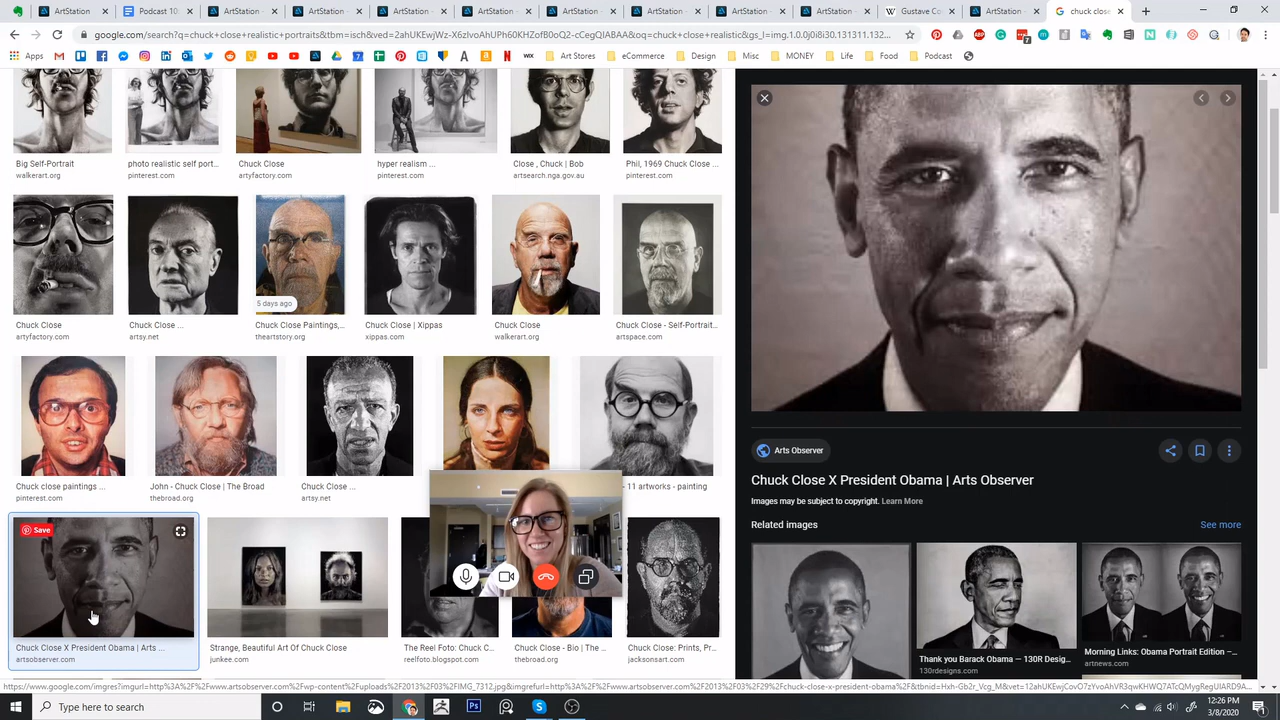 ArtStation
Podcast 10
ArtStation
ArtStation
ArtStation
ArtStation
ArtStation
ArtStation
ArtStation
ArtStation
Gustave Co
ArtStation
chuck close
google.com/search?q=chuck+close+realistic+portraits&tbm=isch&ved=2ahUKEwjWz-X6zIvoAhUPh60KHZofB0oQ2-cCegQIABAA&oq=chuck+close+realistic&gs_l=img.1.0.0j0i8i30.131311.132...
Apps
Art Stores
eCommerce
Design
Misc
MONEY
Life
Food
Podcast
Big Self-Portrait
walkerart.org
photo realistic self port...
pinterest.com
Chuck Close
artyfactory.com
hyper realism ...
pinterest.com
Close , Chuck | Bob
artsearch.nga.gov.au
Phil, 1969 Chuck Close ...
pinterest.com
5 days ago
Chuck Close
artyfactory.com
Chuck Close ...
artsy.net
Chuck Close Paintings,...
theartstory.org
Chuck Close | Xippas
xippas.com
Chuck Close
walkerart.org
Chuck Close - Self-Portrait...
artspace.com
Chuck close paintings ...
pinterest.com
John - Chuck Close | The Broad
thebroad.org
Chuck Close ...
artsy.net
- 11 artworks - painting
Save
Chuck Close X President Obama | Arts ...
artsobserver.com
Strange, Beautiful Art Of Chuck Close
junkee.com
The Reel Foto: Chuck C...
reelfoto.blogspot.com
Chuck Close - Bio | The ...
thebroad.org
Chuck Close: Prints, Pr...
jacksonsart.com
Arts Observer
Chuck Close X President Obama | Arts Observer
Images may be subject to copyright. Learn More
Related images
See more
Thank you Barack Obama — 130R Desig...
130rdesigns.com
Morning Links: Obama Portrait Edition –...
artnews.com
Type here to search
12:26 PM
3/8/2020